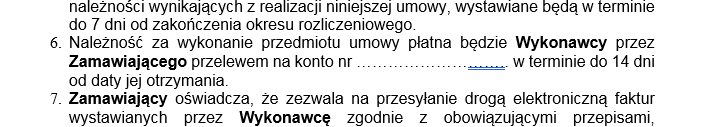 należności wynikających z realizacji niniejszej umowy, wystawiane będą w terminie
do 7 dni od zakończenia okresu rozliczeniowego.
6. Należność za wykonanie przedmiotu umowy płatna będzie Wykonawcy przez
Zamawiającego przelewem na konto nr ………………….……. w terminie do 14 dni
od daty jej otrzymania.
7. Zamawiający oświadcza, że zezwala na przesyłanie drogą elektroniczną faktur
wystawianych przez Wykonawcę zgodnie z obowiązującymi przepisami,